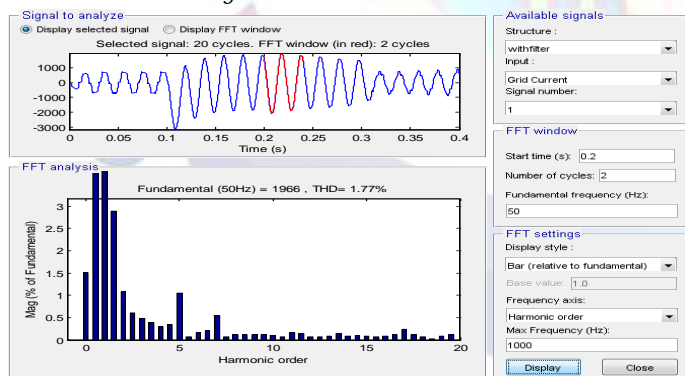 Signal to analyze
Display selected signal Display FFT window
Selected signal: 20 cycles. FFT window (in red): 2 cycles
1000
0
-1000
-2000
-3000
0 0.05 0.1 0.15 0.2 0.25 0.3 0.35 0.4
Time (s)
FFT analysis
Fundamental (50Hz) = 1966 , THD= 1.77%
3
2.5
2
1.5
1
0.5
0
Mag (% of Fundamental)
0 5 10 15 20
Harmonic order
Available signals
Structure :
withfilter
Input :
Grid Current
Signal number:
1
FFT window
Start time (s): 0.2
Number of cycles: 2
Fundamental frequency (Hz):
50
FFT settings
Display style :
Bar (relative to fundamental)
Base value: 1.0
Frequency axis:
Harmonic order
Max Frequency (Hz):
1000
Display Close